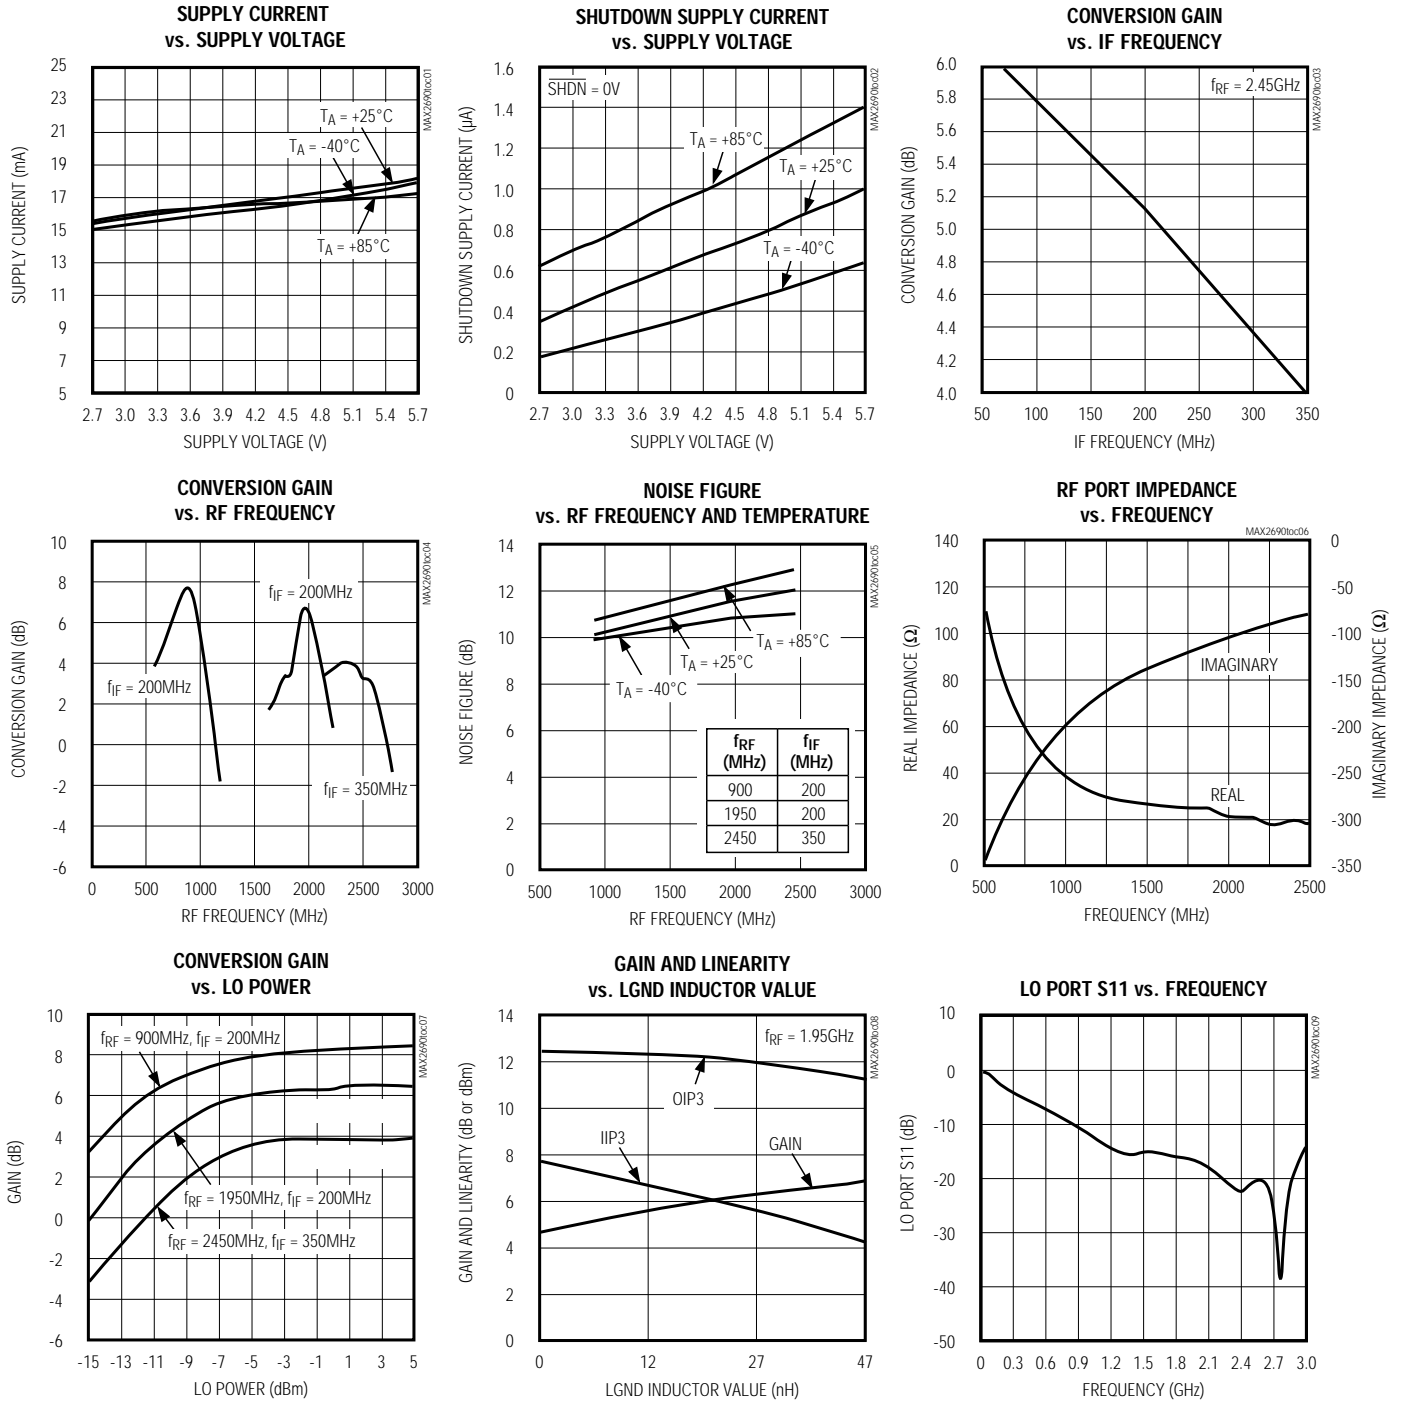 SUPPLY CURRENT
vs. SUPPLY VOLTAGE
25
23
21
19
17
15
13
11
9
7
5
SUPPLY CURRENT (mA)
TA = +25°C
TA = -40°C
TA = +85°C
MAX2690toc01
2.7 3.0 3.3 3.6 3.9 4.2 4.5 4.8 5.1 5.4 5.7
SUPPLY VOLTAGE (V)
SHUTDOWN SUPPLY CURRENT
vs. SUPPLY VOLTAGE
1.6
1.4
1.2
1.0
0.8
0.6
0.4
0.2
0
SHUTDOWN SUPPLY CURRENT (µA)
SHDN = 0V
TA = +85°C
TA = +25°C
TA = -40°C
MAX2690toc02
2.7 3.0 3.3 3.6 3.9 4.2 4.5 4.8 5.1 5.4 5.7
SUPPLY VOLTAGE (V)
CONVERSION GAIN
vs. IF FREQUENCY
6.0
5.8
5.6
5.4
5.2
5.0
4.8
4.6
4.4
4.2
4.0
CONVERSION GAIN (dB)
fRF = 2.45GHz
MAX2690toc03
50 100 150 200 250 300 350
IF FREQUENCY (MHz)
CONVERSION GAIN
vs. RF FREQUENCY
10
8
6
4
2
0
-2
-4
-6
CONVERSION GAIN (dB)
fIF = 200MHz
fIF = 200MHz
fIF = 350MHz
MAX2690toc04
0 500 1000 1500 2000 2500 3000
RF FREQUENCY (MHz)
NOISE FIGURE
vs. RF FREQUENCY AND TEMPERATURE
14
12
10
8
6
4
2
0
NOISE FIGURE (dB)
TA = +85°C
TA = +25°C
TA = -40°C
fRF (MHz) fIF (MHz)
900 200
1950 200
2450 350
MAX2690toc05
500 1000 1500 2000 2500 3000
RF FREQUENCY (MHz)
RF PORT IMPEDANCE
vs. FREQUENCY
MAX2690toc06
140
120
100
80
60
40
20
0
REAL IMPEDANCE (Ω)
IMAGINARY
REAL
0
-50
-100
-150
-200
-250
-300
-350
IMAGINARY IMPEDANCE (Ω)
500 1000 1500 2000 2500
FREQUENCY (MHz)
CONVERSION GAIN
vs. LO POWER
10
8
6
4
2
0
-2
-4
-6
GAIN (dB)
fRF = 900MHz, fIF = 200MHz
fRF = 1950MHz, fIF = 200MHz
fRF = 2450MHz, fIF = 350MHz
MAX2690toc07
-15 -13 -11 -9 -7 -5 -3 -1 1 3 5
LO POWER (dBm)
GAIN AND LINEARITY
vs. LGND INDUCTOR VALUE
14
12
10
8
6
4
2
0
GAIN AND LINEARITY (dB or dBm)
fRF = 1.95GHz
OIP3
IIP3
GAIN
MAX2690toc08
0 12 27 47
LGND INDUCTOR VALUE (nH)
LO PORT S11 vs. FREQUENCY
10
0
-10
-20
-30
-40
-50
LO PORT S11 (dB)
MAX2690toc09
0 0.3 0.6 0.9 1.2 1.5 1.8 2.1 2.4 2.7 3.0
FREQUENCY (GHz)